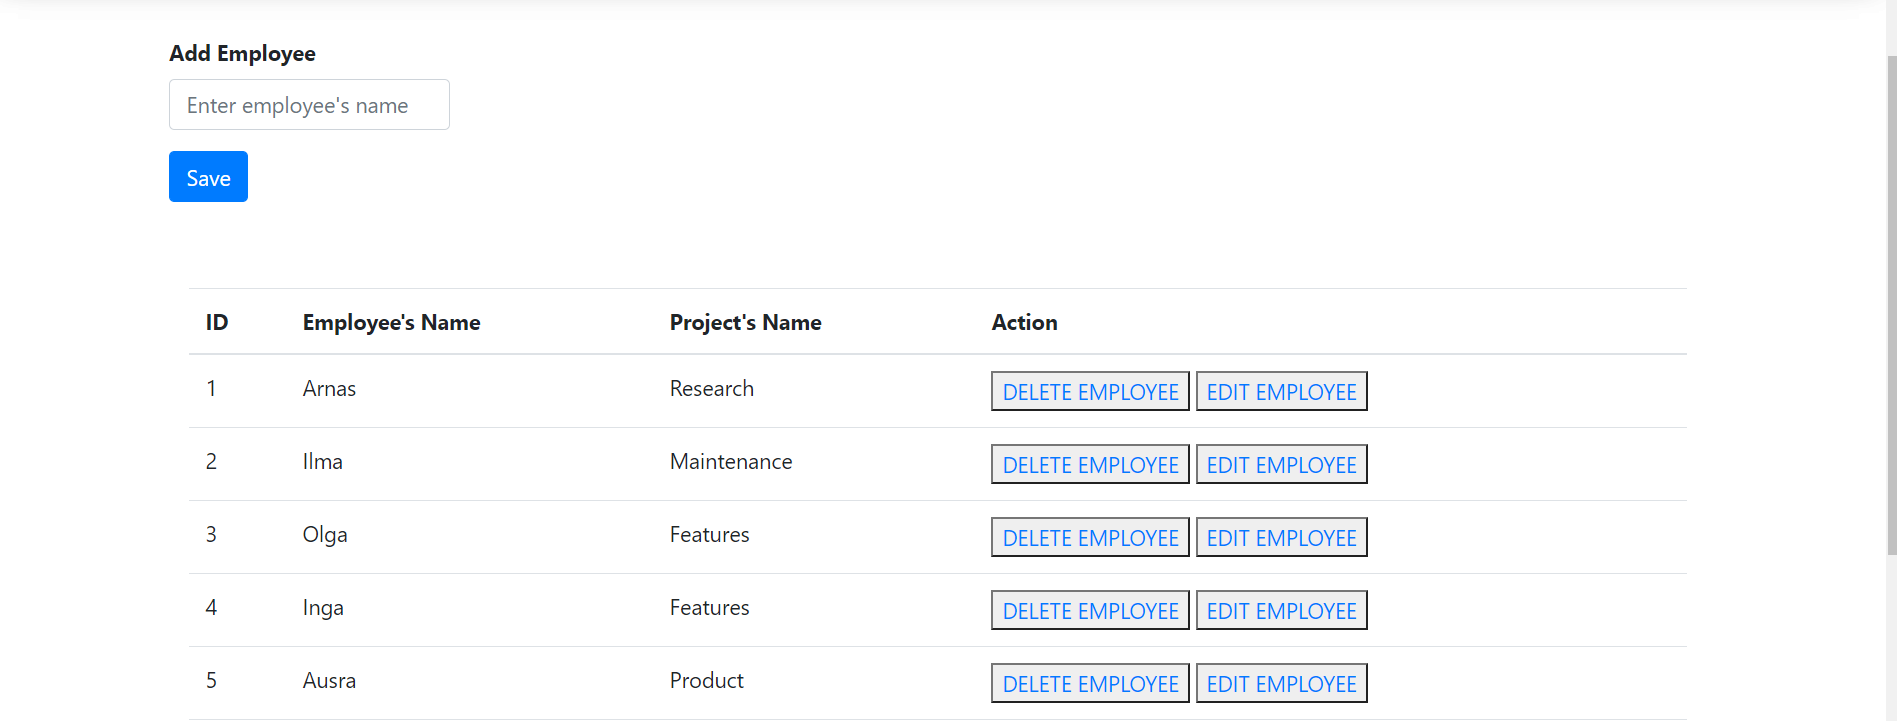 Add Employee
Enter employee's name
Save
ID Employee's Name Project's Name Action
1 Arnas Research DELETE EMPLOYEE EDIT EMPLOYEE
2 Ilma Maintenance DELETE EMPLOYEE EDIT EMPLOYEE
3 Olga Features DELETE EMPLOYEE EDIT EMPLOYEE
4 Inga Features DELETE EMPLOYEE EDIT EMPLOYEE
5 Ausra Product DELETE EMPLOYEE EDIT EMPLOYEE